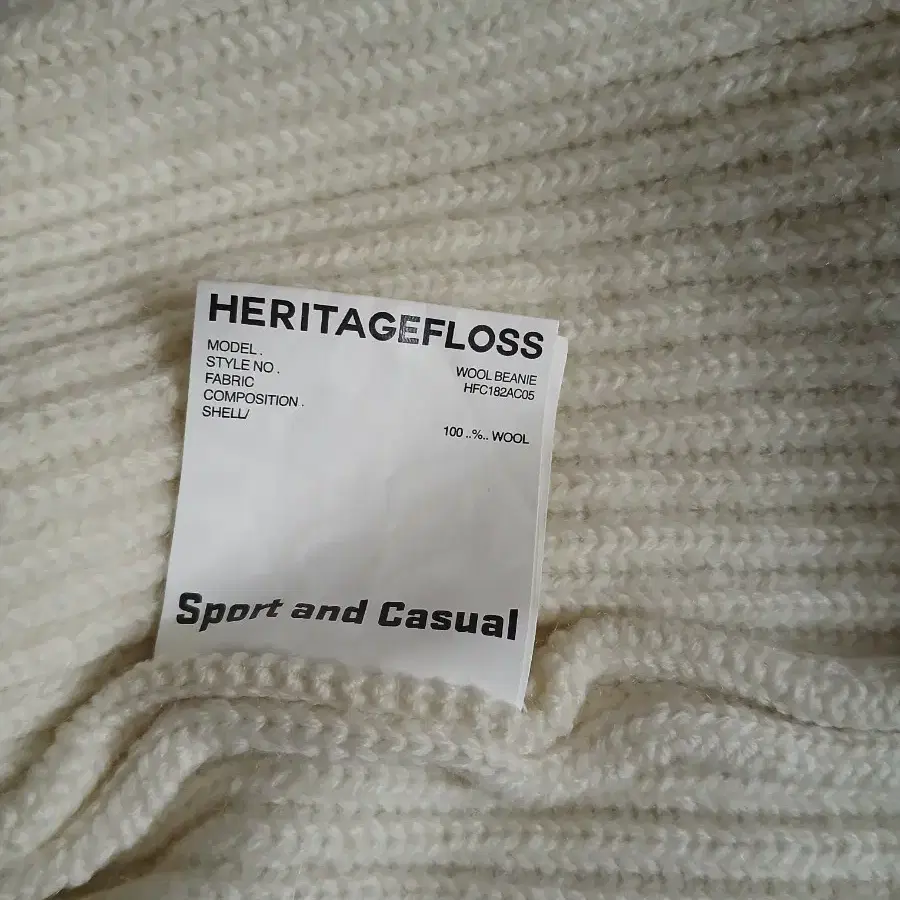 HERITAGEFLOSS
MODEL . WOOL BEANIE
STYLE NO . HFC182AC05
FABRIC
COMPOSITION .
SHELL/ 100 ..%.. WOOL
Sport and Casual